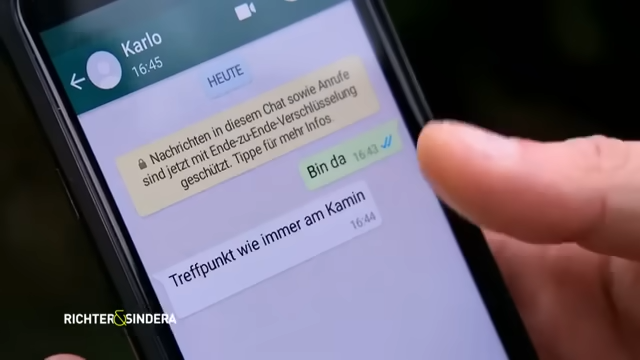 Karlo
16:45
HEUTE
Nachrichten in diesem Chat sowie Anrufe
sind jetzt mit Ende-zu-Ende-Verschlüsselung
geschützt. Tippe für mehr Infos
Bin da 16:43
Treffpunkt wie immer am Kamin
16:44
RICHTER&SINDERA